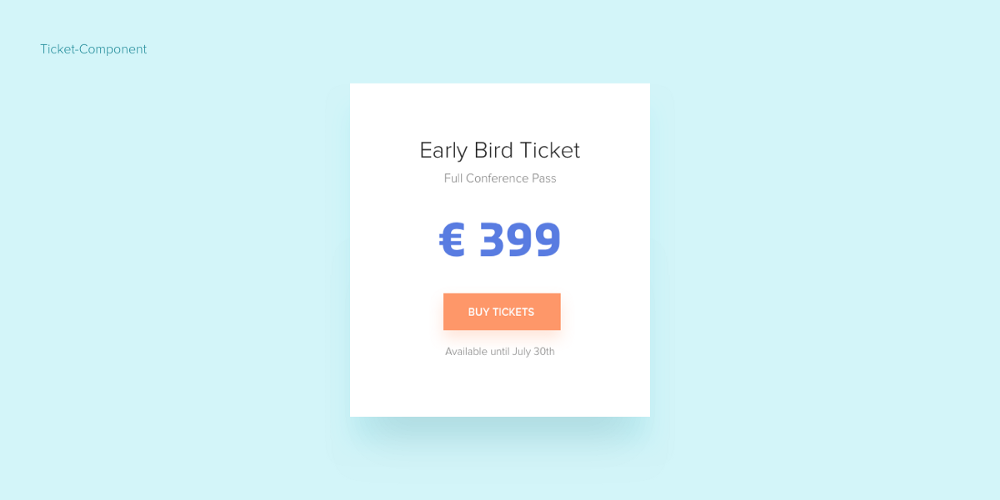 Ticket-Component
Early Bird Ticket
Full Conference Pass
€ 399
BUY TICKETS
Available until July 30th